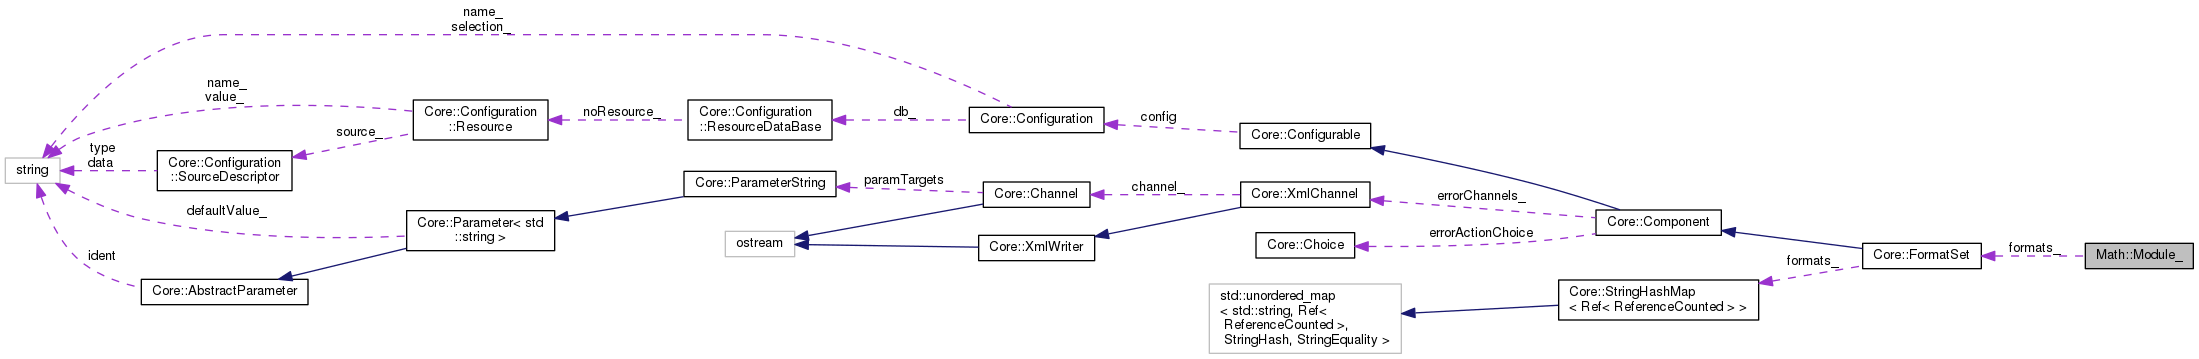 name_
selection_
name_
value_
Core::Configuration
::Resource
noResource_
Core::Configuration
::ResourceDataBase
db_
Core::Configuration
config
Core::Configurable
source_
type
data
string
Core::Configuration
::SourceDescriptor
Core::ParameterString
paramTargets
Core::Channel
channel_
Core::XmlChannel
errorChannels_
Core::Component
defaultValue_
Core::Parameter< std
::string >
ostream
Core::XmlWriter
Core::Choice
errorActionChoice
ident
Core::AbstractParameter
formats_
Core::FormatSet
formats_
Math::Module_
std::unordered_map
< std::string, Ref<
ReferenceCounted >,
StringHash, StringEquality >
Core::StringHashMap
< Ref< ReferenceCounted > >